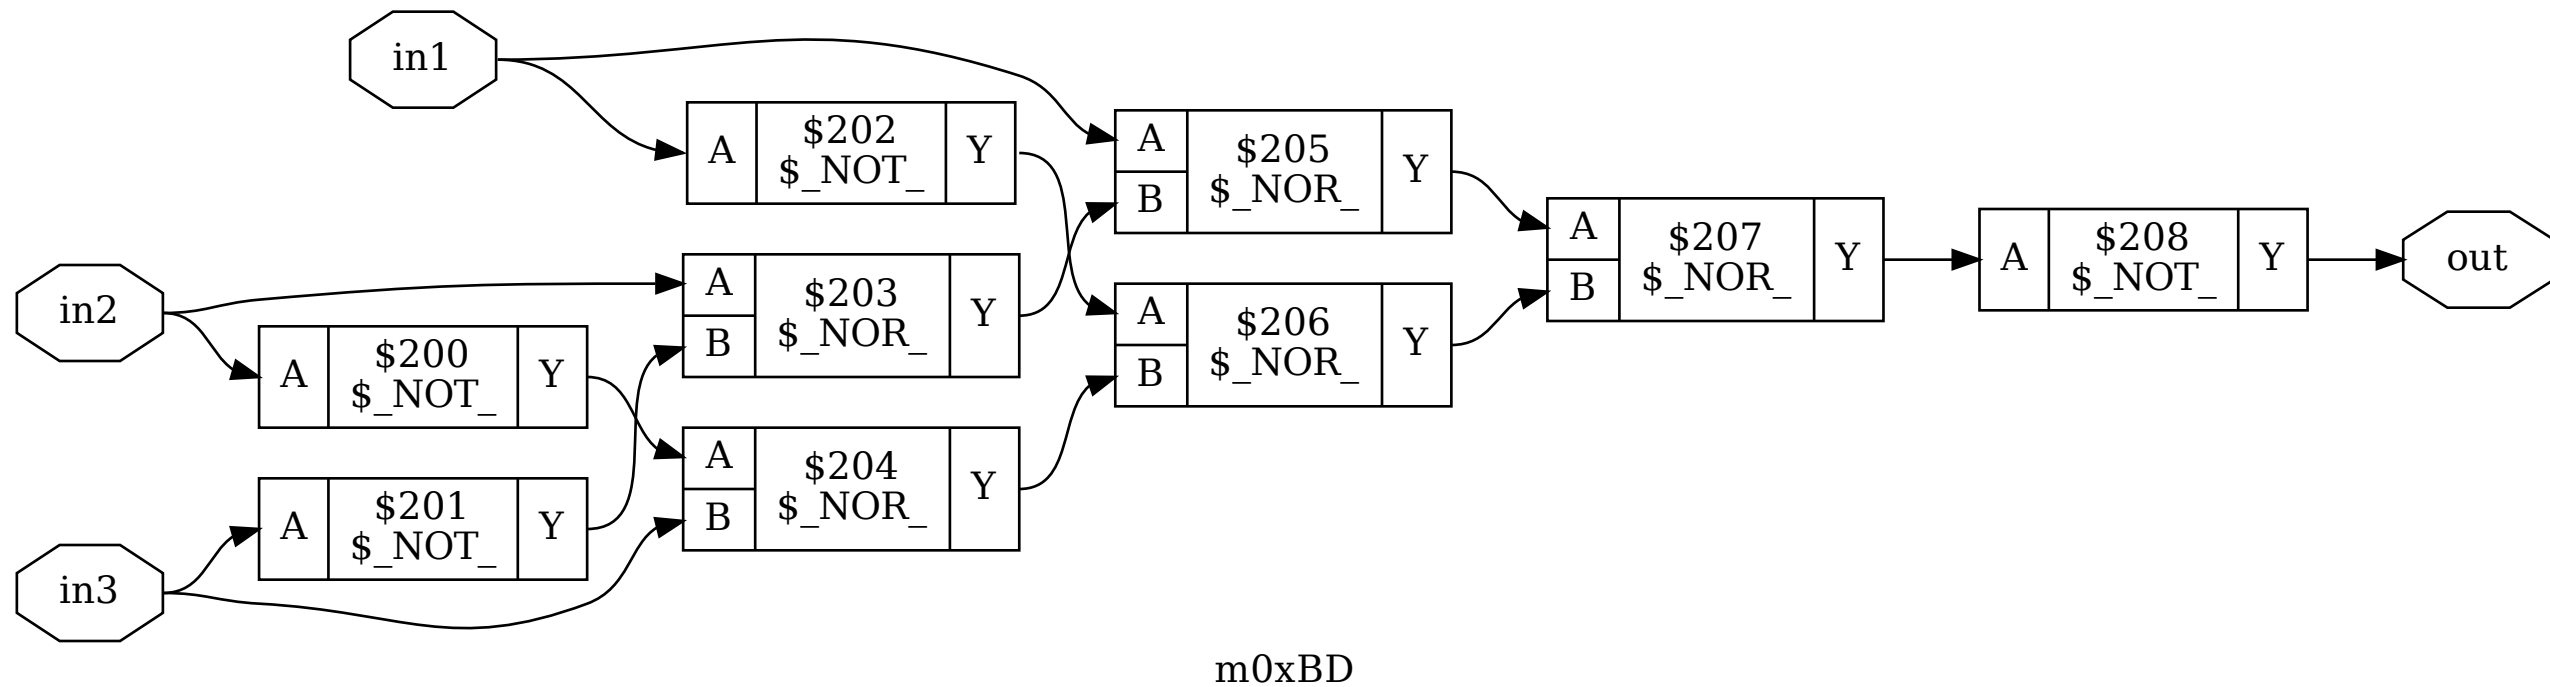 in1
A
$202
$_NOT_
Y
A
B
$205
$_NOR_
Y
in2
A
B
$203
$_NOR_
Y
A
$200
$_NOT_
Y
A
B
$206
$_NOR_
Y
A
B
$207
$_NOR_
Y
A
$208
$_NOT_
Y
out
in3
A
$201
$_NOT_
Y
A
B
$204
$_NOR_
Y
m0xBD